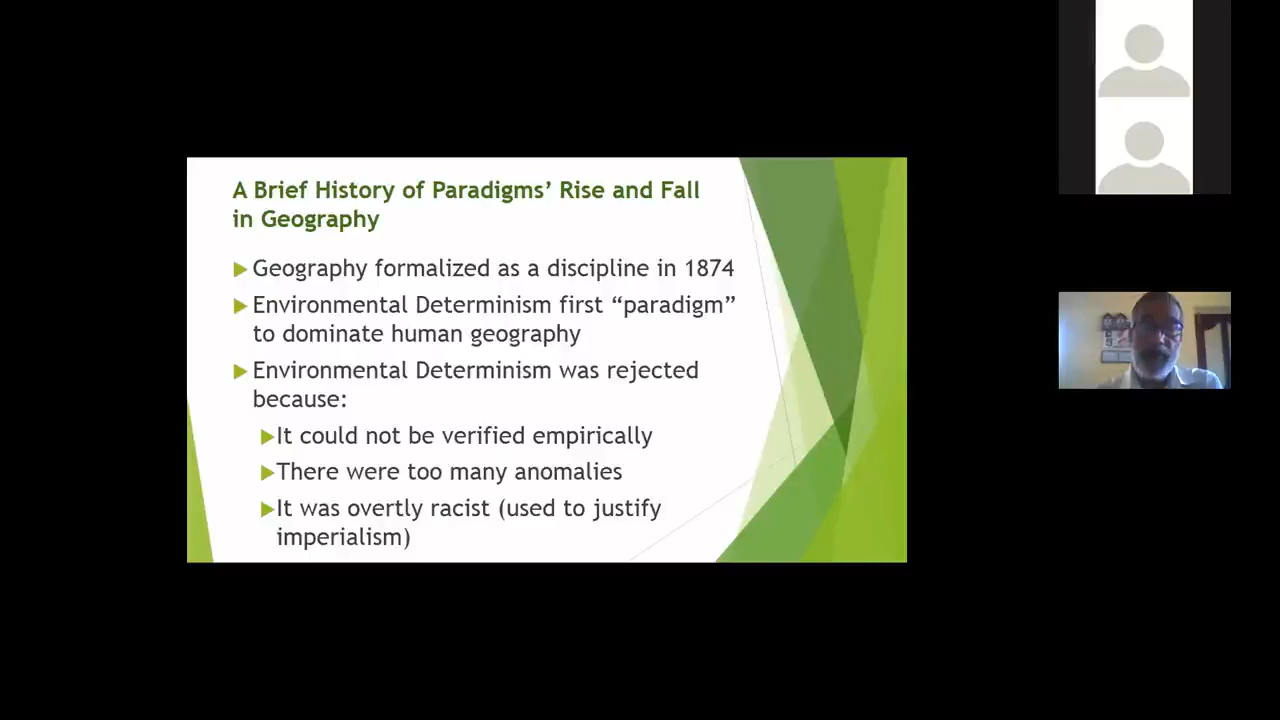 A Brief History of Paradigms’ Rise and Fall
in Geography
Geography formalized as a discipline in 1874
Environmental Determinism first “paradigm”
to dominate human geography
Environmental Determinism was rejected
because:
It could not be verified empirically
There were too many anomalies
It was overtly racist (used to justify
imperialism)